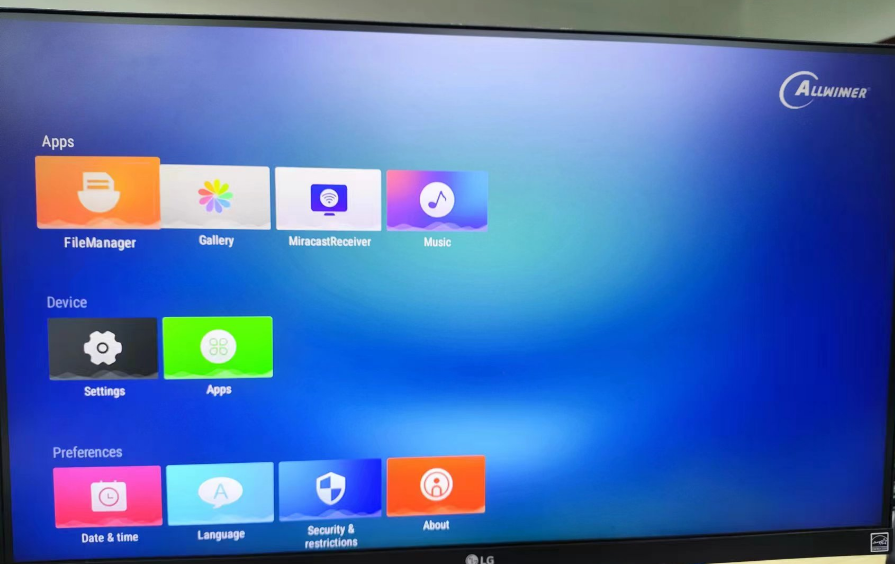 ALLWINNER
Apps
FileManager
Gallery
MiracastReceiver
Music
Device
Settings
Apps
Preferences
Date & time
A
Language
Security &
restrictions
About
LG